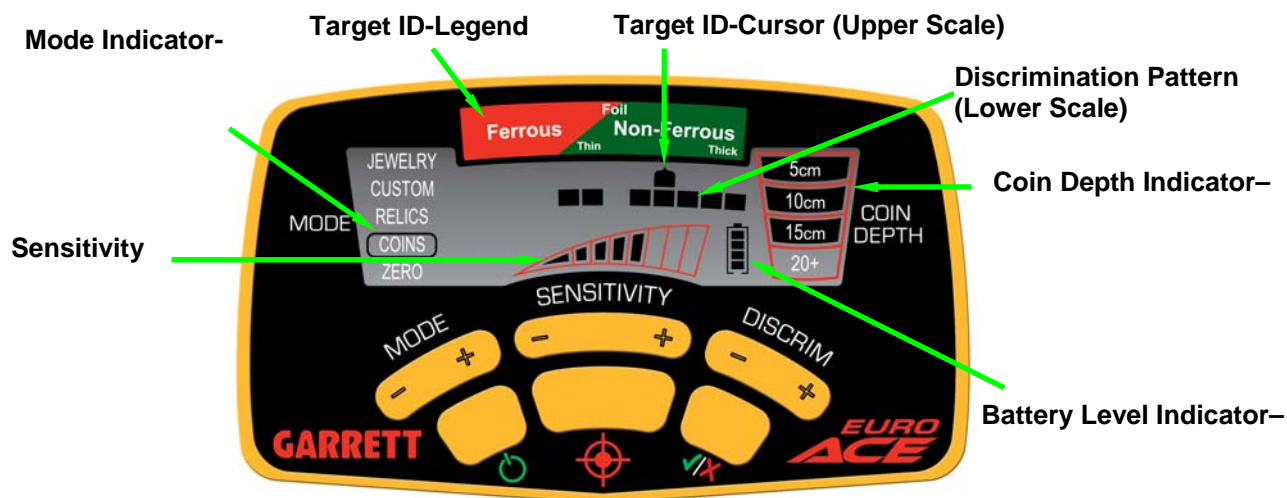 Mode Indicator-
Target ID-Legend
Target ID-Cursor (Upper Scale)
Discrimination Pattern
(Lower Scale)
Coin Depth Indicator–
Sensitivity
Battery Level Indicator–
Ferrous
Foil
Non-Ferrous
Thin
Thick
MODE
JEWELRY
CUSTOM
RELICS
COINS
ZERO
5cm
10cm
15cm
20+
COIN
DEPTH
SENSITIVITY
MODE
DISCRIM
- +
- +
- +
GARRETT
✓/X
EURO
ACE